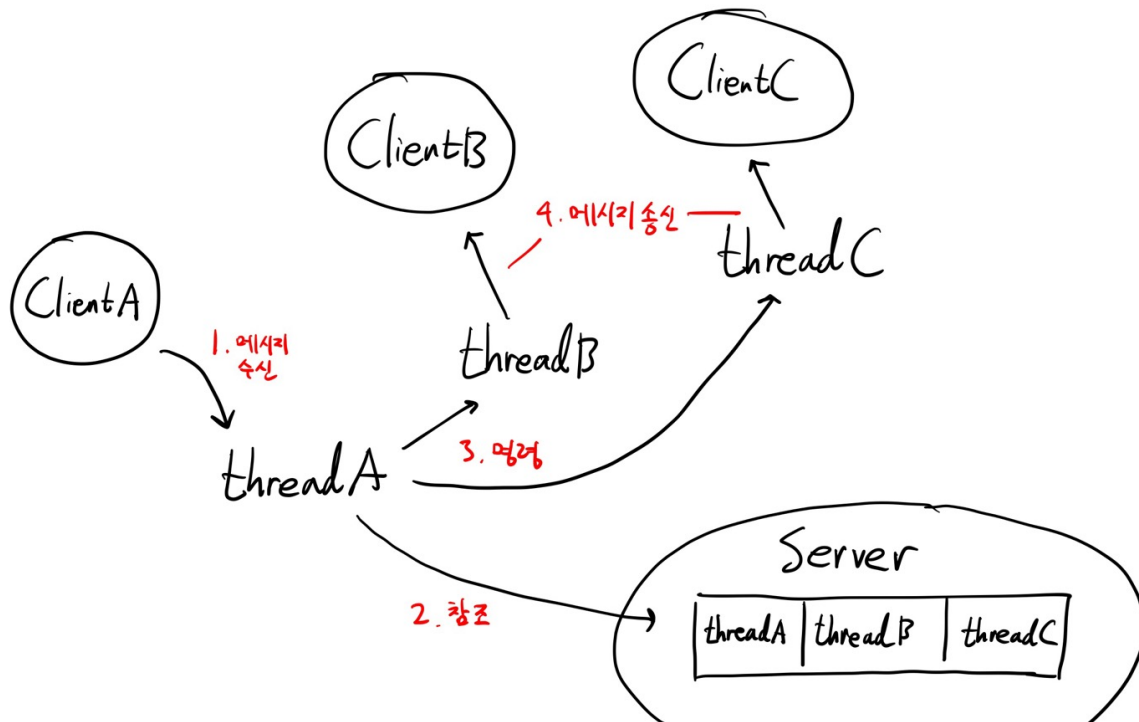 ClientC
ClientB
4.메시지 송신
threadC
ClientA
1. 메시지
수신
threadB
3. 명령
threadA
Server
2. 참조
threadA threadB threadC